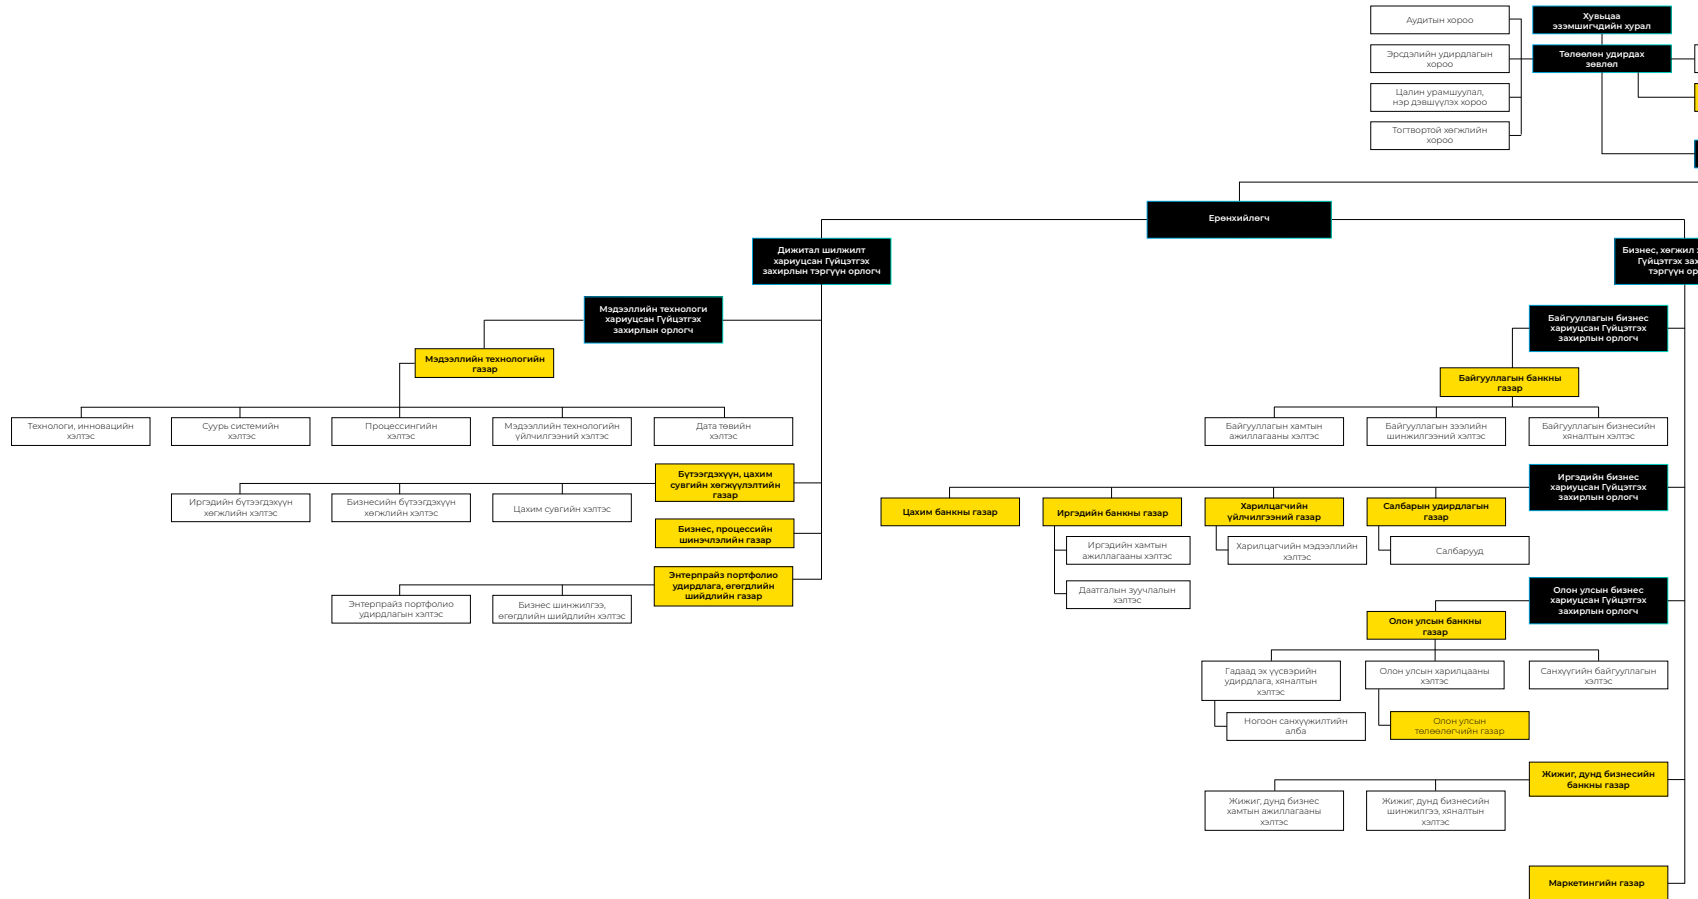 Аудитын хороо
Хувьцаа
эзэмшигчдийн хурал
Эрсдэлийн удирдлагын
хороо
Төлөөлөн удирдах
зөвлөл
Цалин урамшуулал,
нэр дэвшүүлэх хороо
Тогтвортой хөгжлийн
хороо
Ерөнхийлөгч
Дижитал шилжилт
хариуцсан Гүйцэтгэх
захирлын тэргүүн орлогч
Бизнес, хөгжил
Гүйцэтгэх
тэргүүн
Мэдээллийн технологи
хариуцсан Гүйцэтгэх
захирлын орлогч
Мэдээллийн технологийн
газар
Технологи, инновацийн
хэлтэс
Суурь системийн
хэлтэс
Процессингийн
хэлтэс
Мэдээллийн технологийн
үйлчилгээний хэлтэс
Дата төвийн
хэлтэс
Бүтээгдэхүүн, цахим
сувгийн хөгжүүлэлтийн
газар
Иргэдийн бүтээгдэхүүн
хөгжлийн хэлтэс
Бизнесийн бүтээгдэхүүн
хөгжлийн хэлтэс
Цахим сувгийн хэлтэс
Бизнес, процессийн
шинэчлэлийн газар
Энтерпрайз портфолио
удирдлага, өгөгдлийн
шийдлийн газар
Энтерпрайз портфолио
удирдлагын хэлтэс
Бизнес шинжилгээ,
өгөгдлийн шийдлийн хэлтэс
Байгууллагын бизнес
хариуцсан Гүйцэтгэх
захирлын орлогч
Байгууллагын банкны
газар
Байгууллагын хамтын
ажиллагааны хэлтэс
Байгууллагын зээлийн
шинжилгээний хэлтэс
Байгууллагын бизнесийн
хяналтын хэлтэс
Иргэдийн бизнес
хариуцсан Гүйцэтгэх
захирлын орлогч
Цахим банкны газар
Иргэдийн банкны газар
Харилцагчийн
үйлчилгээний газар
Салбарын удирдлагын
газар
Иргэдийн хамтын
ажиллагааны хэлтэс
Харилцагчийн мэдээллийн
хэлтэс
Салбарууд
Даатгалын зуучлалын
хэлтэс
Олон улсын бизнес
хариуцсан Гүйцэтгэх
захирлын орлогч
Олон улсын банкны
газар
Гадаад эх үүсвэрийн
удирдлага, хяналтын
хэлтэс
Олон улсын харилцааны
хэлтэс
Санхүүгийн байгууллагын
хэлтэс
Ногоон санхүүжилтийн
алба
Олон улсын
төлөөлөгчийн газар
Жижиг, дунд бизнесийн
банкны газар
Жижиг, дунд бизнес
хамтын ажиллагааны
хэлтэс
Жижиг, дунд бизнесийн
шинжилгээ, хяналтын
хэлтэс
Маркетингийн газар